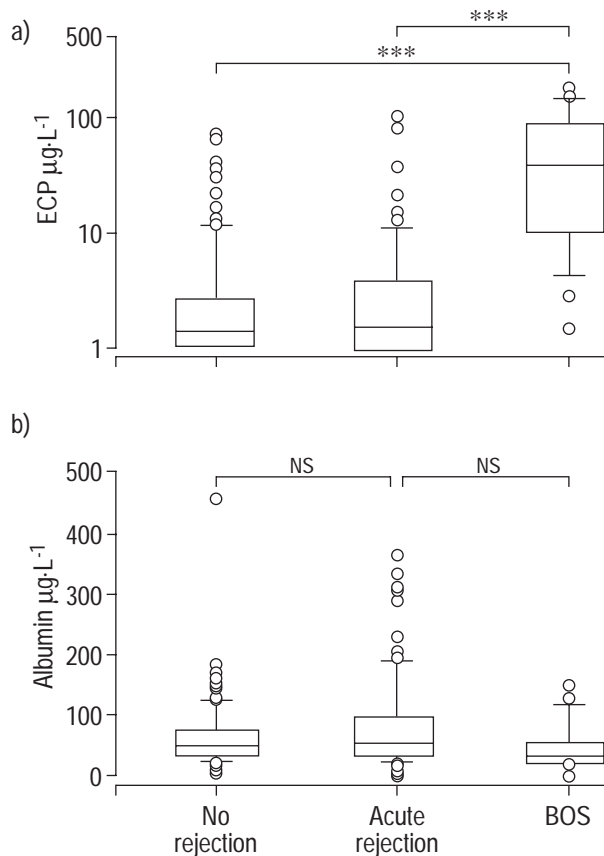 a)
***
***
500
100
10
1
ECP µg·L-1
b)
NS
NS
500
400
300
200
100
0
Albumin µg·L-1
No rejection
Acute rejection
BOS